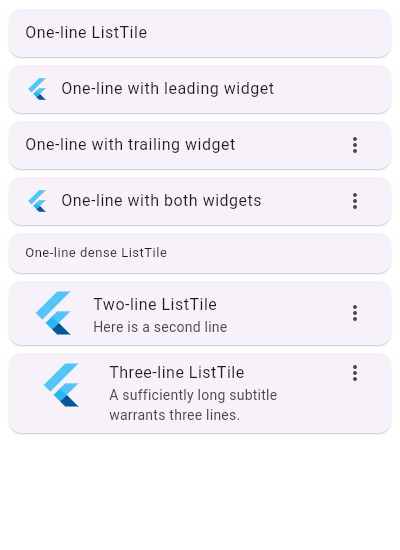 One-line ListTile
One-line with leading widget
One-line with trailing widget
One-line with both widgets
One-line dense ListTile
Two-line ListTile
Here is a second line
Three-line ListTile
A sufficiently long subtitle
warrants three lines.